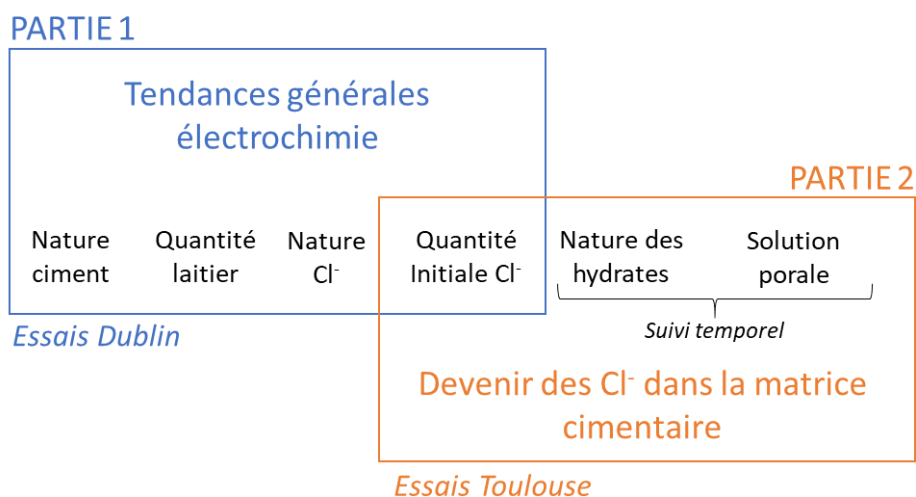 PARTIE 1
Tendances générales
électrochimie
PARTIE 2
Nature
ciment
Quantité
laitier
Nature
Cl⁻
Quantité
Initiale Cl⁻
Nature des
hydrates
Solution
porale
Essais Dublin
Suivi temporel
Devenir des Cl⁻ dans la matrice
cimentaire
Essais Toulouse